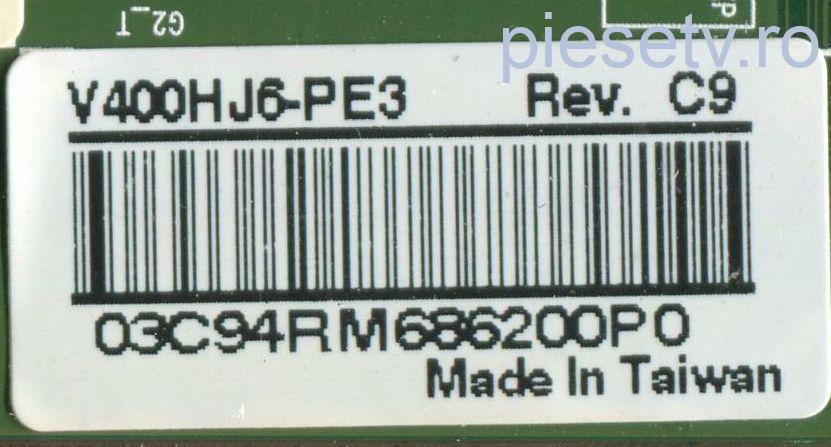 G2_T
piesetv.ro
V400HJ6-PE3 Rev. C9
03C94RM686200P0
Made In Taiwan